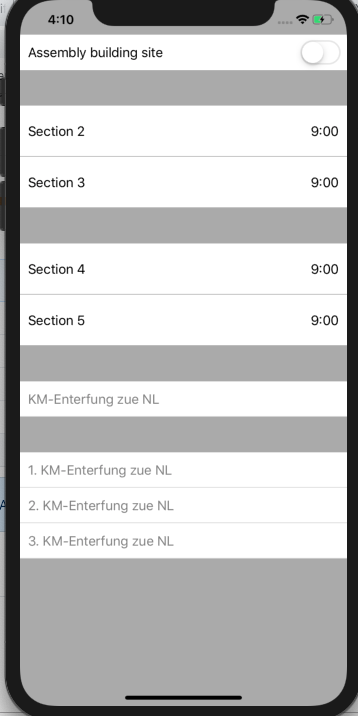 4:10
Assembly building site
Section 2 9:00
Section 3 9:00
Section 4 9:00
Section 5 9:00
KM-Enterfung zue NL
1. KM-Enterfung zue NL
2. KM-Enterfung zue NL
3. KM-Enterfung zue NL